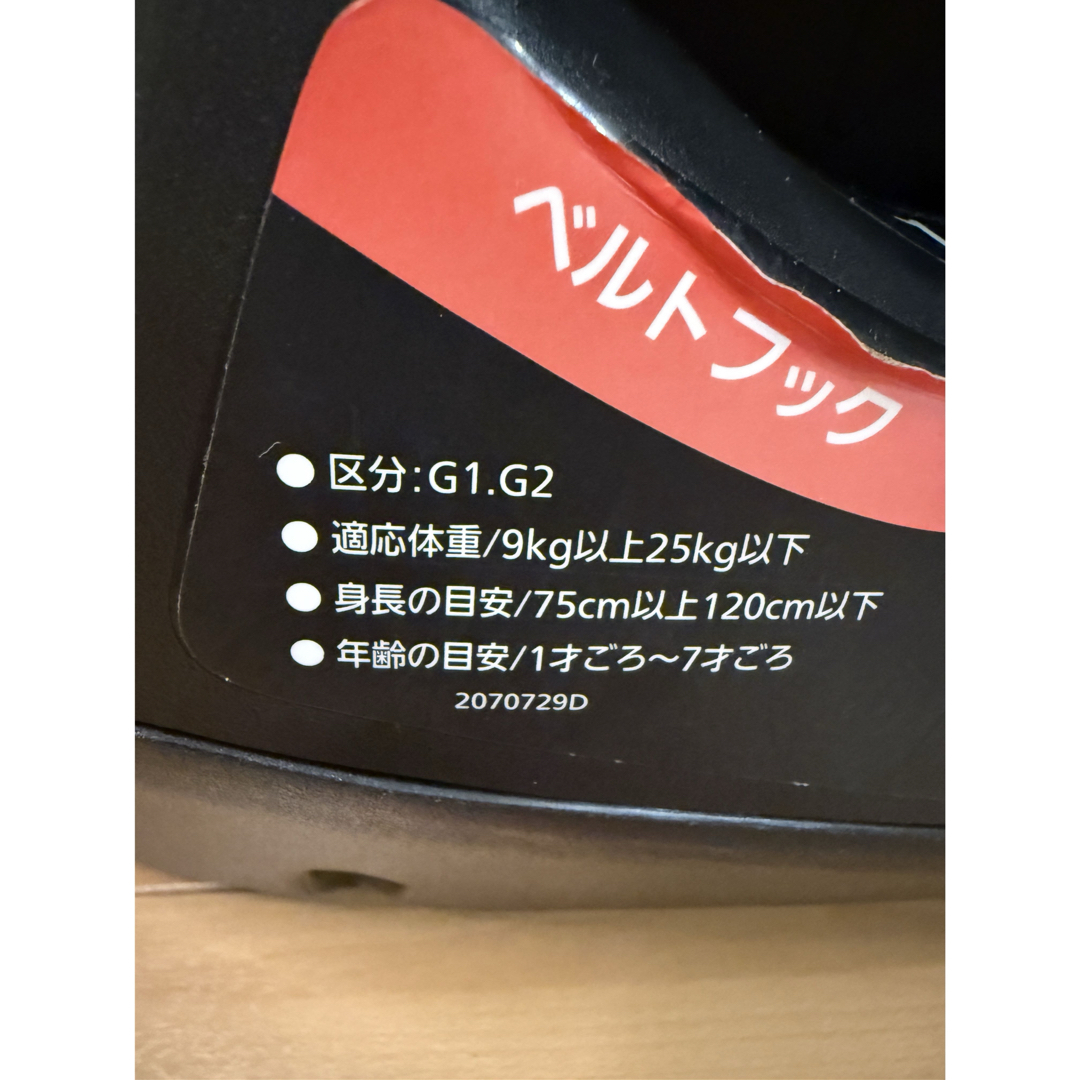 ベルトフック
● 区分:G1.G2
● 適応体重/9kg以上25kg以下
● 身長の目安/75cm以上120cm以下
● 年齢の目安/1才ごろ〜7才ごろ
2070729D